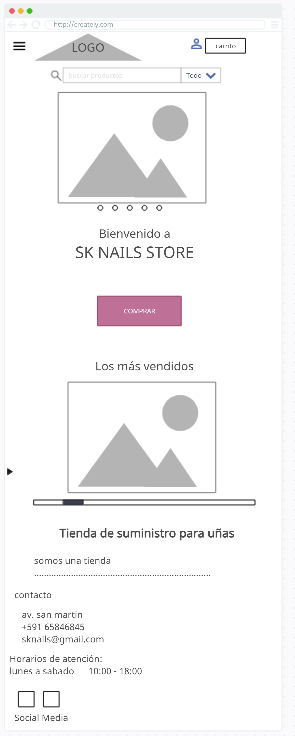 http://creately.com
LOGO
carrito
buscar productos
Todo
Bienvenido a
SK NAILS STORE
COMPRAR
Los más vendidos
Tienda de suministro para uñas
somos una tienda
contacto
av. san martin
+591 65846845
sknalls@gmail,com
Horarios de atención:
lunes a sabado 10:00 - 18:00
Social Media